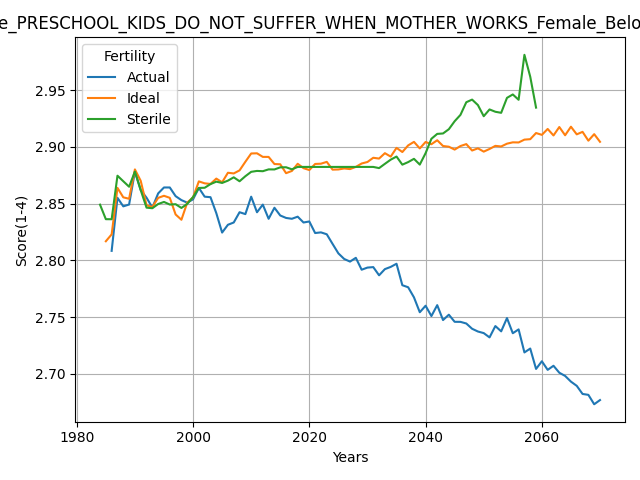 e_PRESCHOOL_KIDS_DO_NOT_SUFFER_WHEN_MOTHER_WORKS_Female_Belo
Fertility
Actual
Ideal
Sterile
2.95
2.90
2.85
2.80
2.75
2.70
Score(1-4)
1980
2000
2020
2040
2060
Years